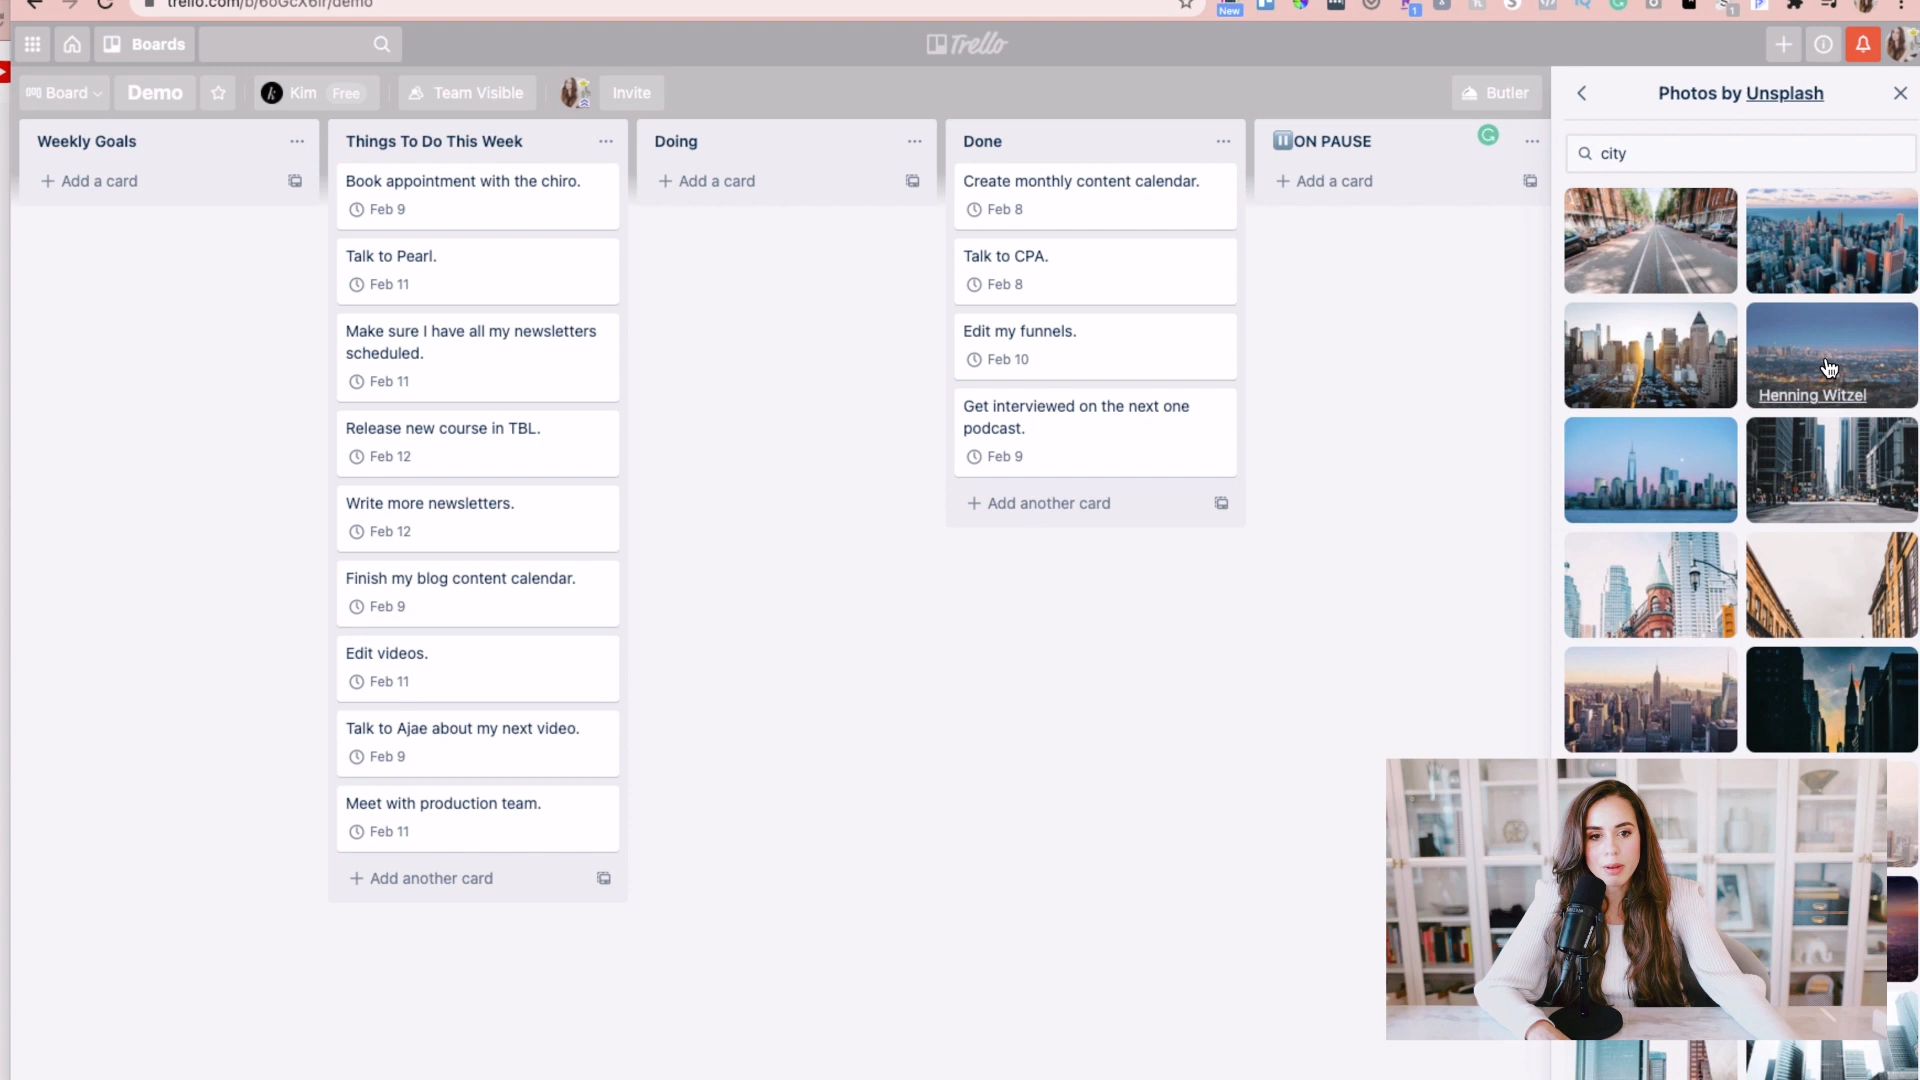 trello.com/b/6oGcX6ir/demo
New
1
1
Boards
Trello
Board
Demo
Kim Free
Team Visible
Invite
Butler
Photos by Unsplash
city
Henning Witzel
Weekly Goals
+ Add a card
Things To Do This Week
Book appointment with the chiro.
Feb 9
Talk to Pearl.
Feb 11
Make sure I have all my newsletters
scheduled.
Feb 11
Release new course in TBL.
Feb 12
Write more newsletters.
Feb 12
Finish my blog content calendar.
Feb 9
Edit videos.
Feb 11
Talk to Ajae about my next video.
Feb 9
Meet with production team.
Feb 11
+ Add another card
Doing
+ Add a card
Done
Create monthly content calendar.
Feb 8
Talk to CPA.
Feb 8
Edit my funnels.
Feb 10
Get interviewed on the next one
podcast.
Feb 9
+ Add another card
ON PAUSE
+ Add a card